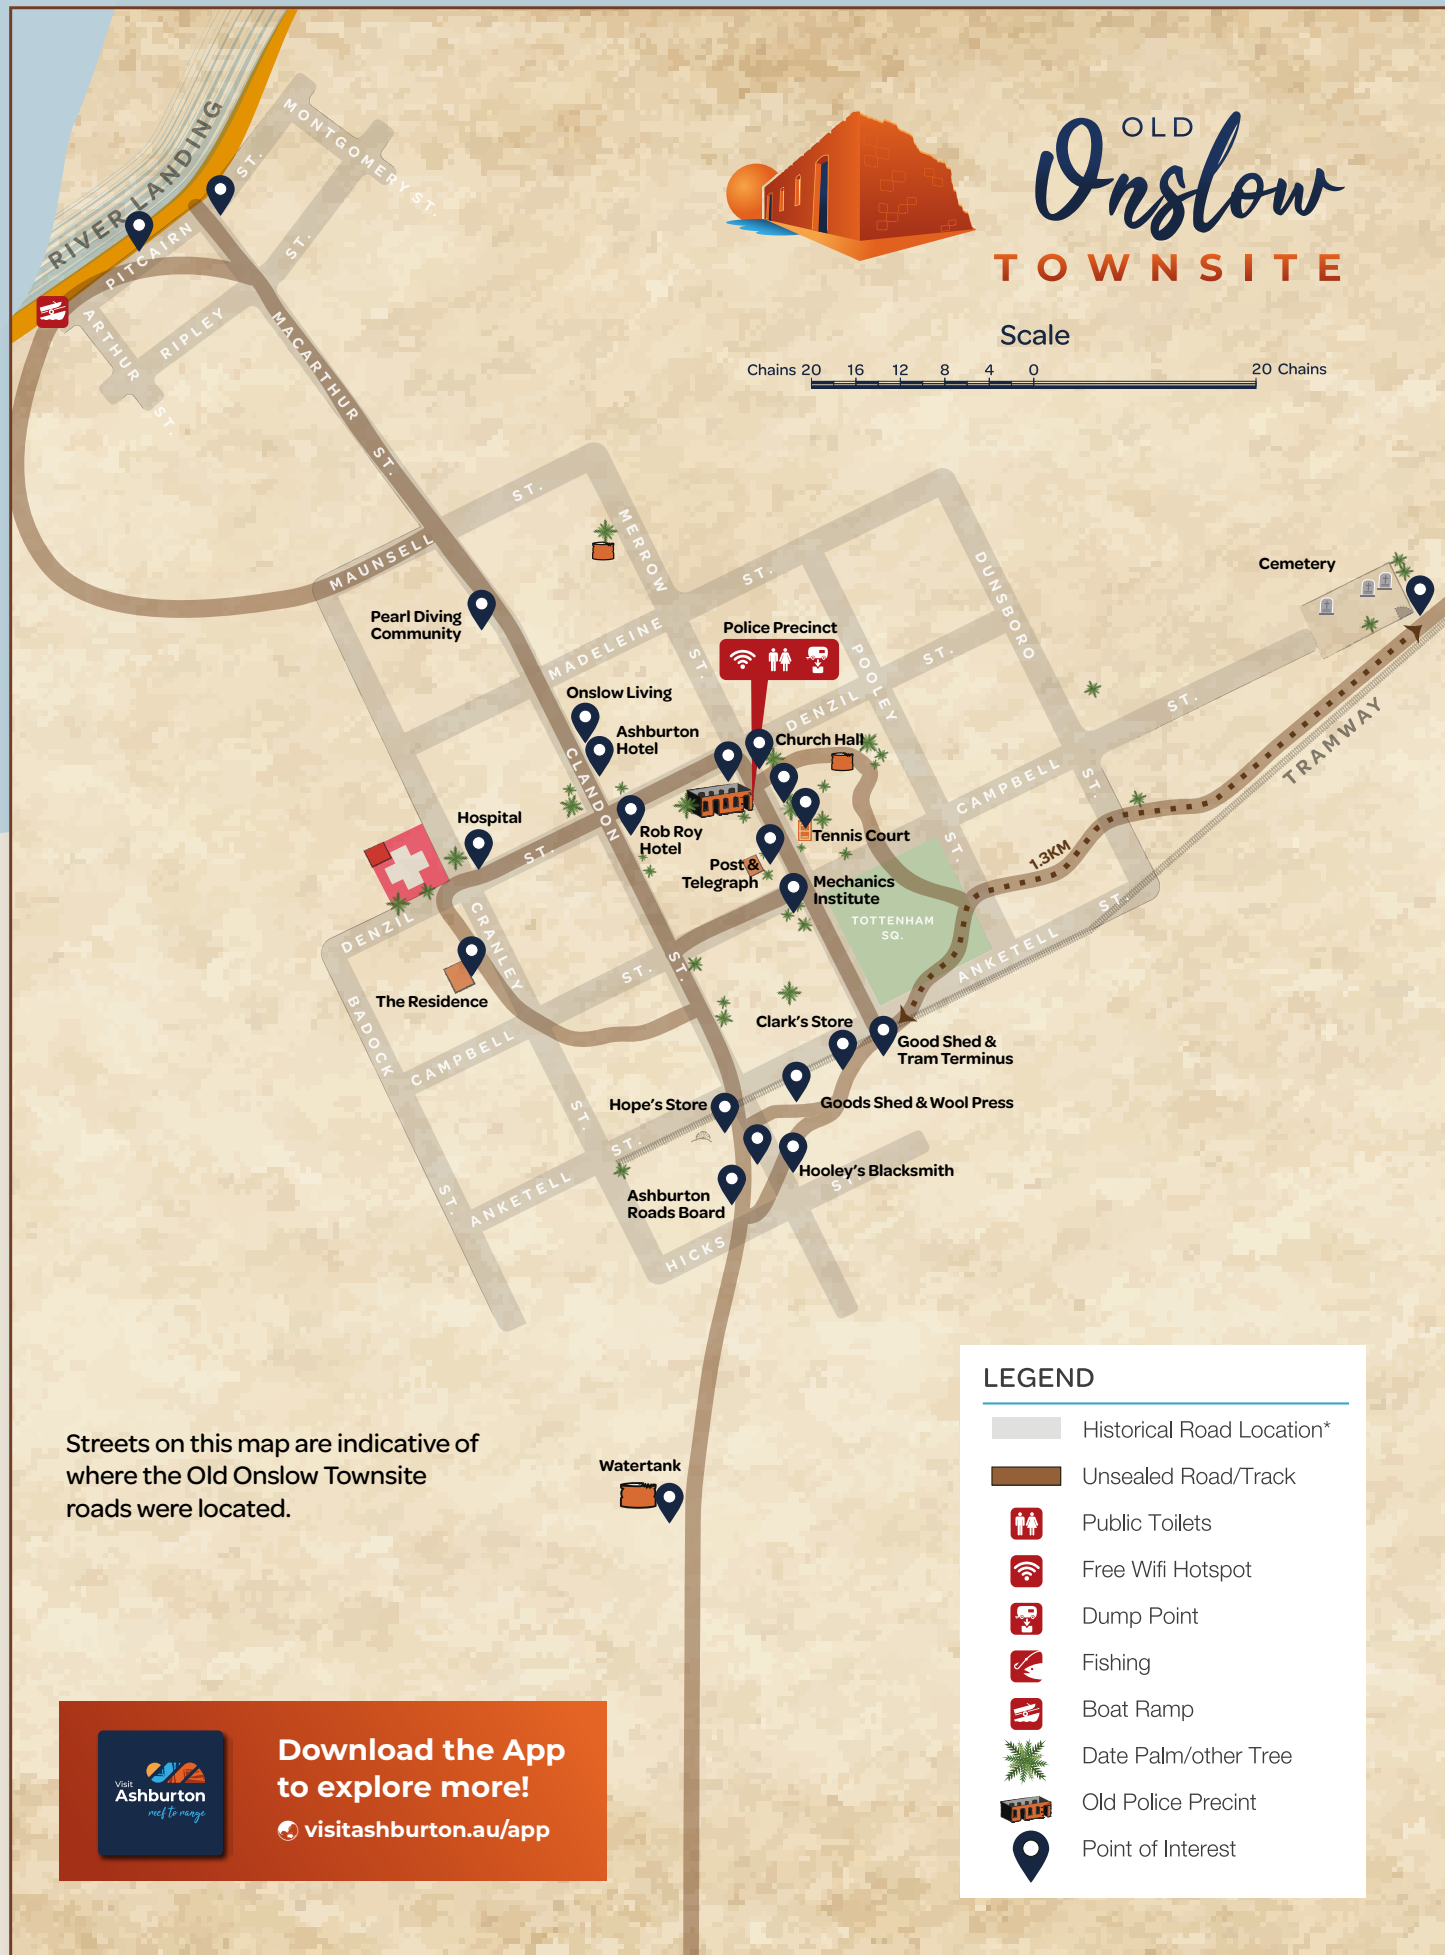 OLD
Onslow
TOWNSITE
Scale
Chains 20 16 12 8 4 0 20 Chains
RIVER LANDING
MONTGOMERY ST.
PITCAIRN ST.
ARTHUR ST.
RIPLEY ST.
MACARTHUR ST.
MAUNSELL ST.
MERROW ST.
DUNSBORO ST.
MADELEINE ST.
POOLEY ST.
DENZIL ST.
CLANDON ST.
CAMPBELL ST.
TRAMWAY
1.3KM
Cemetery
Pearl Diving
Community
Police Precinct
Onslow Living
Ashburton
Hotel
Church Hall
Hospital
Rob Roy
Hotel
Tennis Court
Post &
Telegraph
Mechanics
Institute
TOTTENHAM
SQ.
DENZIL ST.
CRANLEY ST.
ANKETELL ST.
The Residence
BADOCK ST.
CAMPBELL ST.
Clark's Store
Good Shed &
Tram Terminus
Hope's Store
Goods Shed & Wool Press
Hooley's Blacksmith
ANKETELL ST.
Ashburton
Roads Board
HICKS ST.
Watertank
Streets on this map are indicative of
where the Old Onslow Townsite
roads were located.
LEGEND
Historical Road Location*
Unsealed Road/Track
Public Toilets
Free Wifi Hotspot
Dump Point
Fishing
Boat Ramp
Date Palm/other Tree
Old Police Precint
Point of Interest
Visit
Ashburton
reef to range
Download the App
to explore more!
visitashburton.au/app